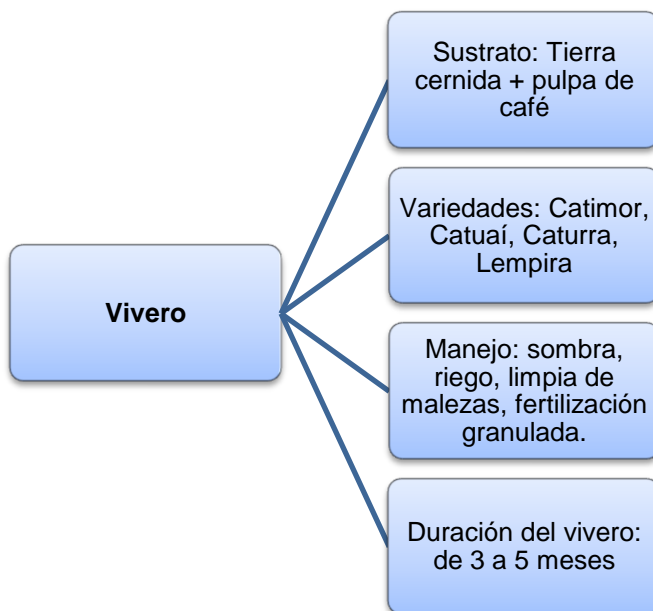 Sustrato: Tierra
cernida + pulpa de
café
Variedades: Catimor,
Catuaí, Caturra,
Lempira
Vivero
Manejo: sombra,
riego, limpia de
malezas, fertilización
granulada.
Duración del vivero:
de 3 a 5 meses